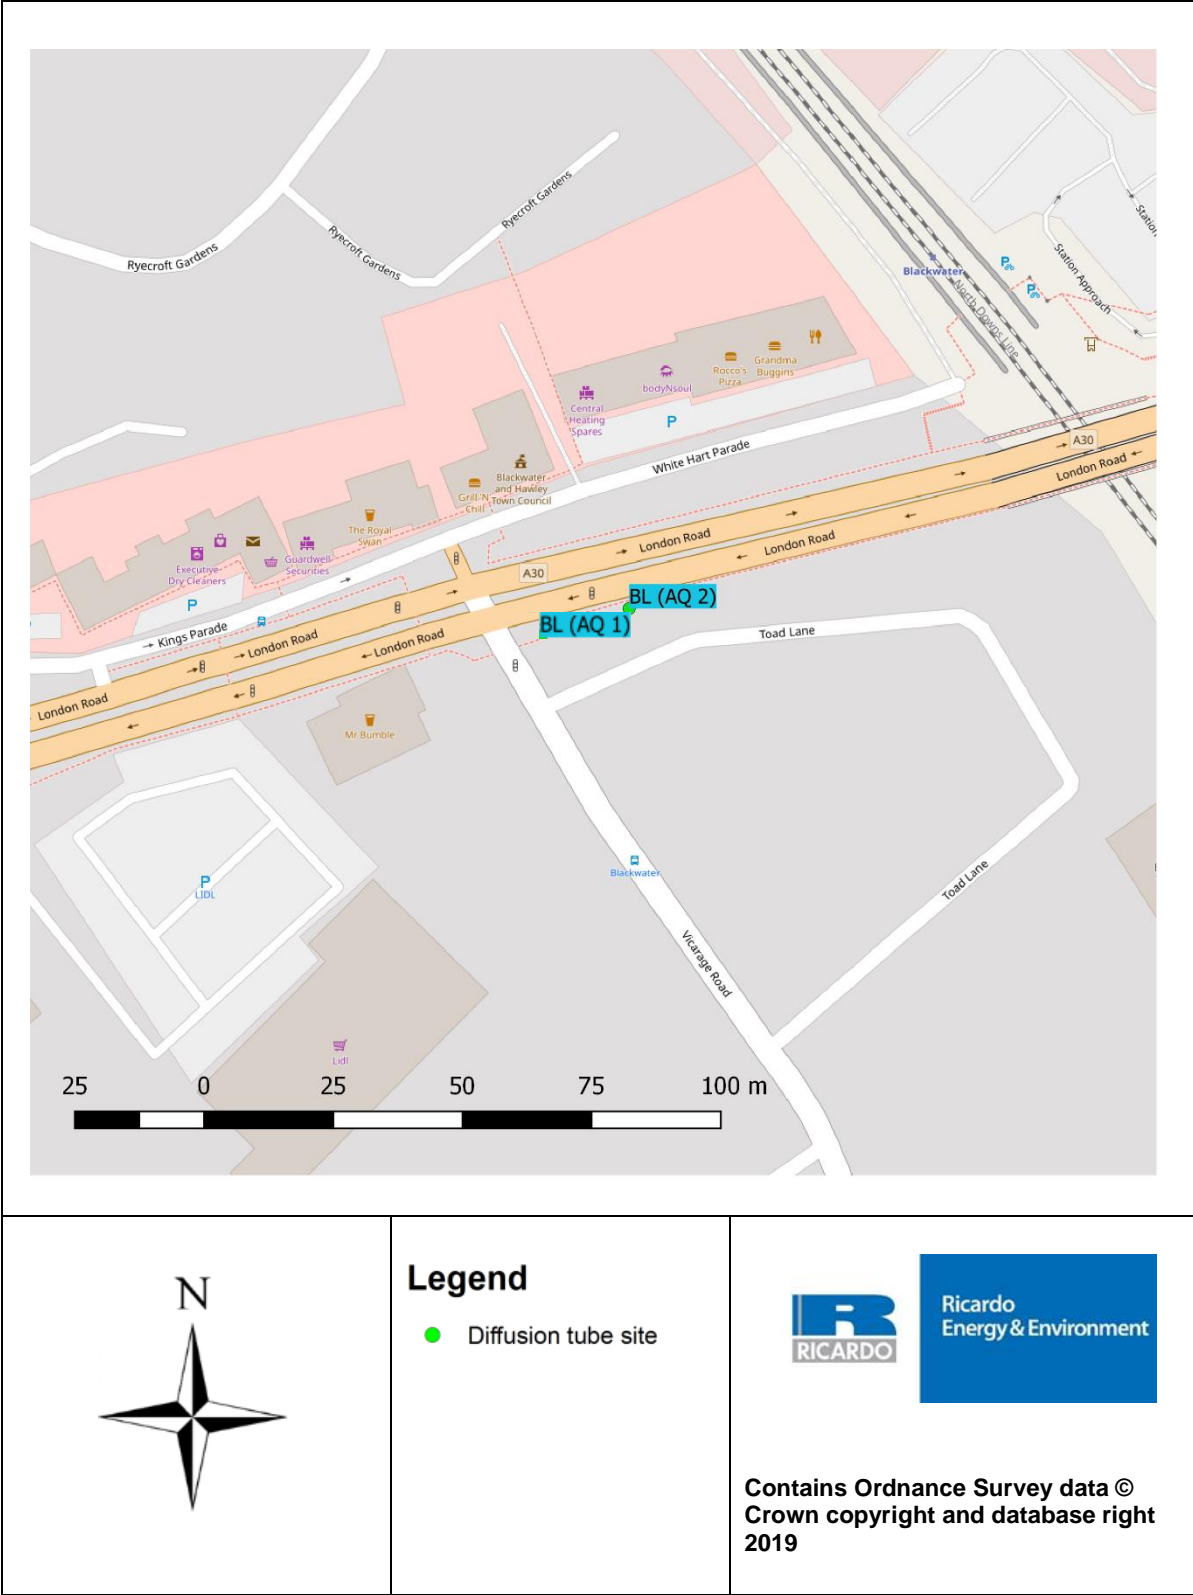 Ryecroft Gardens
Ryecroft Gardens
Ryecroft Gardens
Station
Station Approach
Blackwater
North Downs Line
P
P
Grandma
Buggins
Rocco's
Pizza
bodyNsoul
Central
Heating
Spares
P
White Hart Parade
A30
London Road
Blackwater
and Hawley
Town Council
Grill 'N'
Chill
The Royal
Swan
Guardwell
Securities
Executive
Dry Cleaners
P
Kings Parade
London Road
London Road
A30
London Road
London Road
London Road
BL (AQ 2)
BL (AQ 1)
Toad Lane
Mr Bumble
P
LIDL
Blackwater
Toad Lane
Vicarage Road
Lidl
25 0 25 50 75 100 m
N
Legend
Diffusion tube site
R
RICARDO
Ricardo
Energy & Environment
Contains Ordnance Survey data ©
Crown copyright and database right
2019